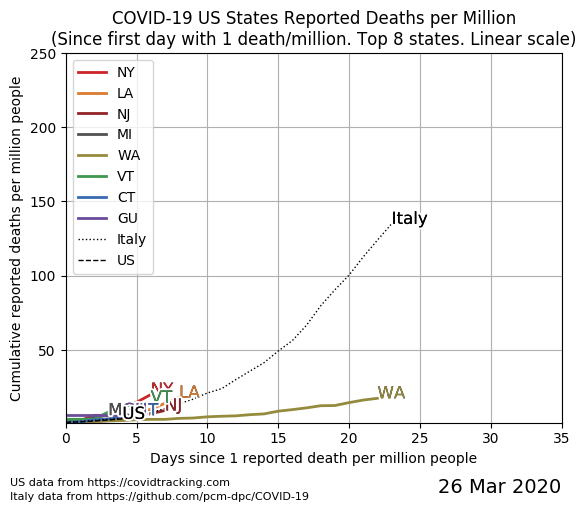 COVID-19 US States Reported Deaths per Million
(Since first day with 1 death/million. Top 8 states. Linear scale)
Cumulative reported deaths per million people
250
200
150
100
50
NY
LA
NJ
MI
WA
VT
CT
GU
Italy
US
Italy
WA
NY
LA
VT
NJ
US
0 5 10 15 20 25 30 35
Days since 1 reported death per million people
US data from https://covidtracking.com
Italy data from https://github.com/pcm-dpc/COVID-19
26 Mar 2020